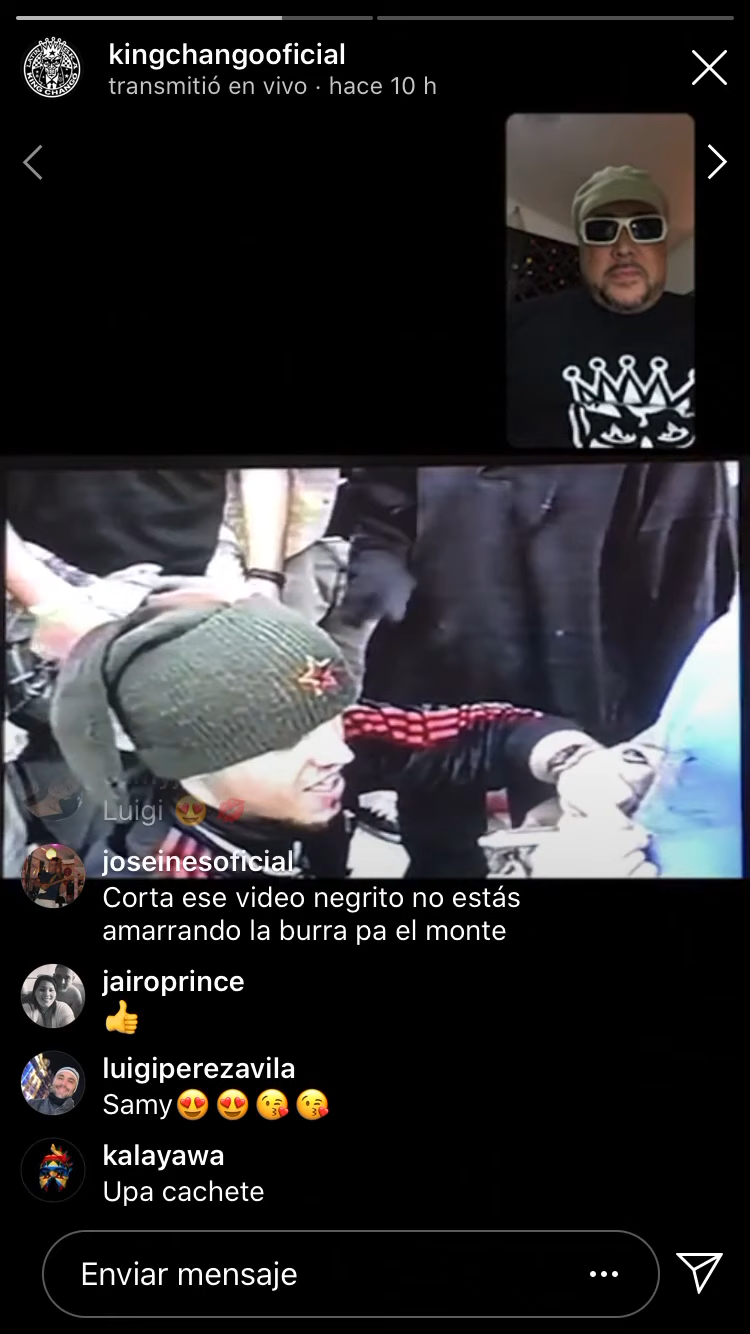 kingchangooficial
transmitió en vivo · hace 10 h
Luigi 😍 💋
joseinesoficial
Corta ese video negrito no estás
amarrando la burra pa el monte
jairoprince
👍
luigiperezavila
Samy😍😍😘😘
kalayawa
Upa cachete
Enviar mensaje